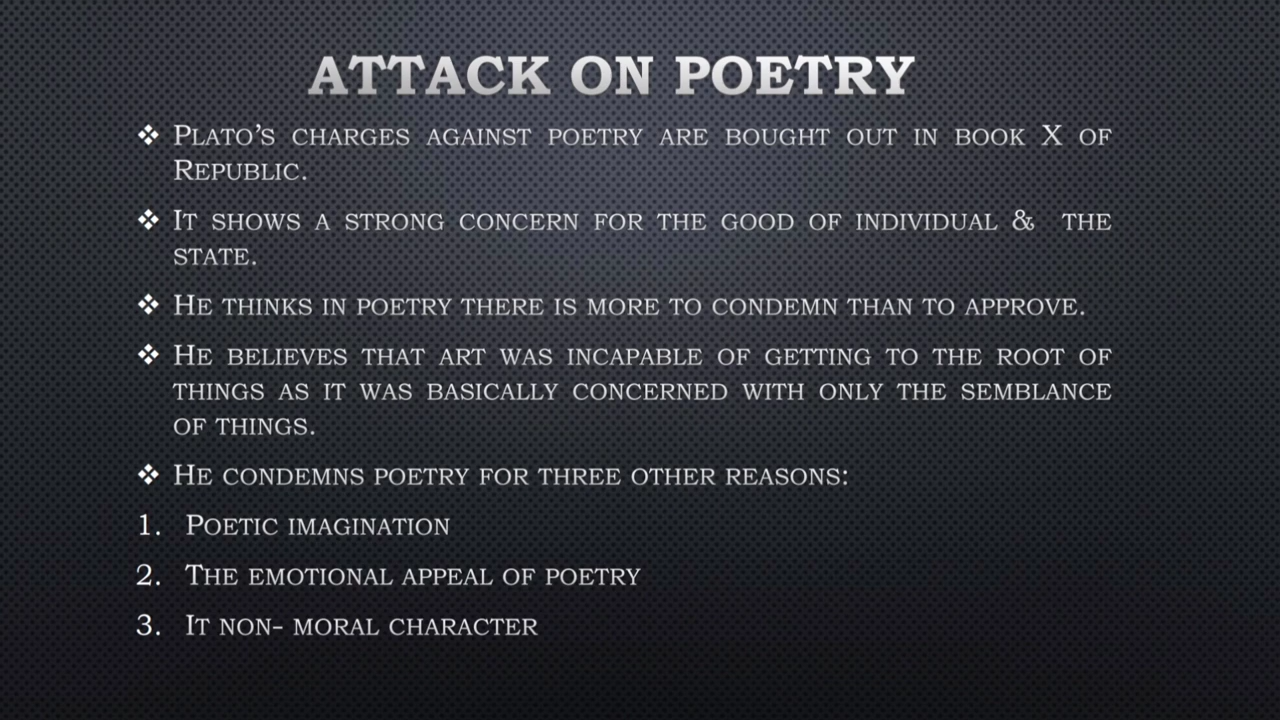 ATTACK ON POETRY
❖ PLATO'S CHARGES AGAINST POETRY ARE BOUGHT OUT IN BOOK X OF
REPUBLIC.
❖ IT SHOWS A STRONG CONCERN FOR THE GOOD OF INDIVIDUAL & THE
STATE.
❖ HE THINKS IN POETRY THERE IS MORE TO CONDEMN THAN TO APPROVE.
❖ HE BELIEVES THAT ART WAS INCAPABLE OF GETTING TO THE ROOT OF
THINGS AS IT WAS BASICALLY CONCERNED WITH ONLY THE SEMBLANCE
OF THINGS.
❖ HE CONDEMNS POETRY FOR THREE OTHER REASONS:
1. POETIC IMAGINATION
2. THE EMOTIONAL APPEAL OF POETRY
3. IT NON- MORAL CHARACTER